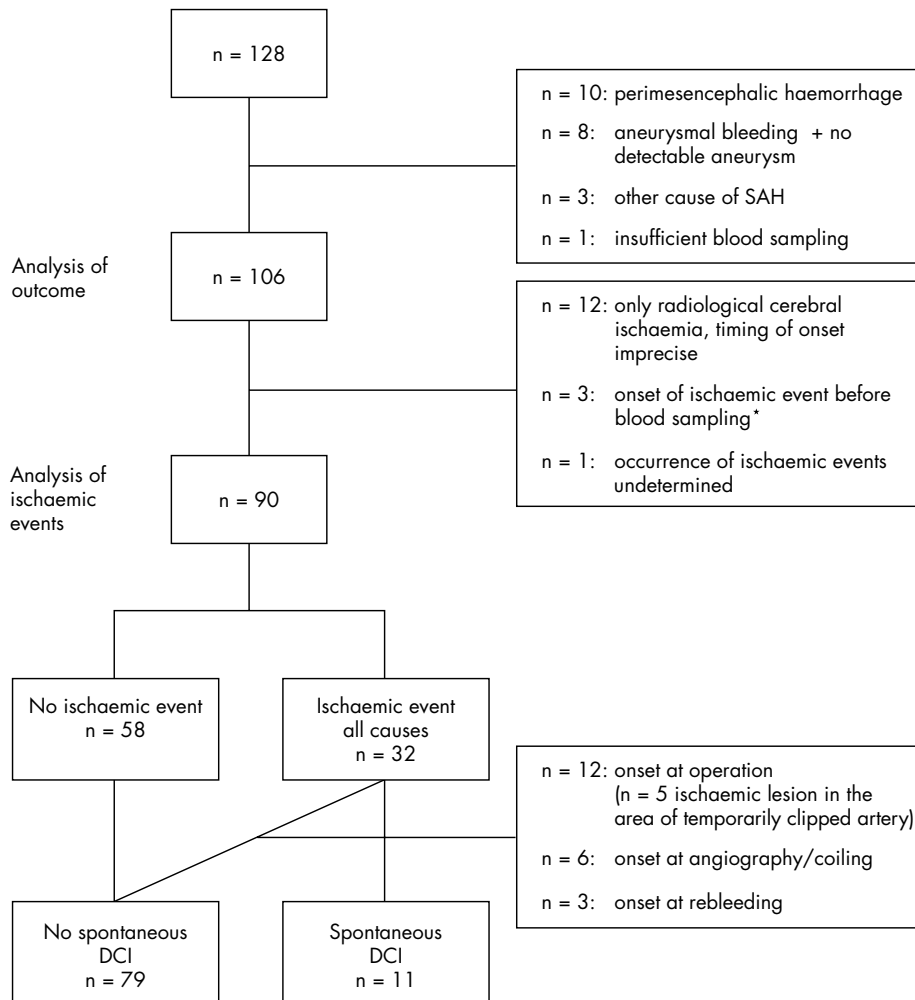 n = 128
n = 10: perimesencephalic haemorrhage
n = 8: aneurysmal bleeding + no
detectable aneurysm
n = 3: other cause of SAH
n = 1: insufficient blood sampling
Analysis of
outcome
n = 106
n = 12: only radiological cerebral
ischaemia, timing of onset
imprecise
n = 3: onset of ischaemic event before
blood sampling*
n = 1: occurrence of ischaemic events
undetermined
Analysis of
ischaemic
events
n = 90
No ischaemic event
n = 58
Ischaemic event
all causes
n = 32
n = 12: onset at operation
(n = 5 ischaemic lesion in the
area of temporarily clipped artery)
n = 6: onset at angiography/coiling
n = 3: onset at rebleeding
No spontaneous
DCI
n = 79
Spontaneous
DCI
n = 11